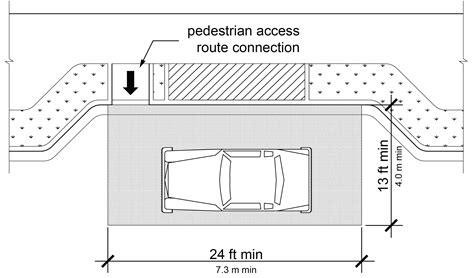 pedestrian access
route connection
13 ft min
4.0 m min
24 ft min
7.3 m min